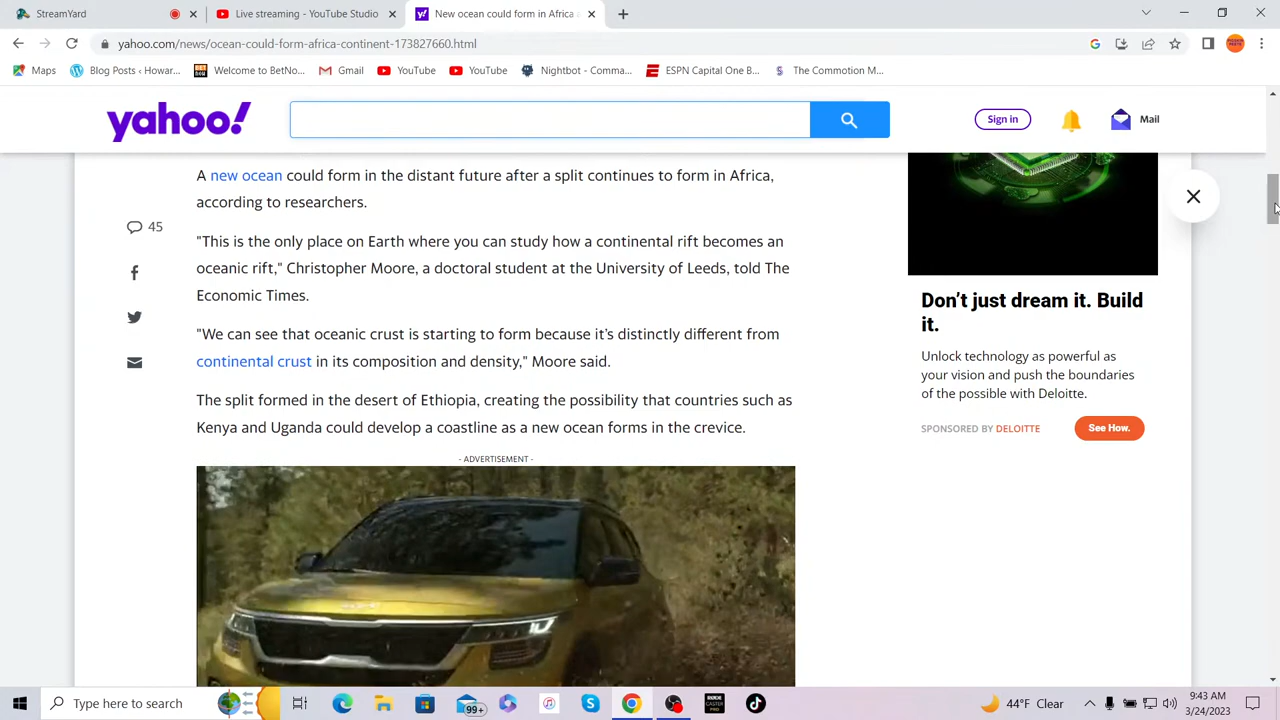 StreamYard
Live streaming - YouTube Studio
New ocean could form in Africa
yahoo.com/news/ocean-could-form-africa-continent-173827660.html
Maps
Blog Posts ‹ Howar...
Welcome to BetNo...
Gmail
YouTube
YouTube
Nightbot - Comma...
ESPN Capital One B...
The Commotion M...
yahoo!
Sign in
Mail
A new ocean could form in the distant future after a split continues to form in Africa,
according to researchers.
45
"This is the only place on Earth where you can study how a continental rift becomes an
oceanic rift," Christopher Moore, a doctoral student at the University of Leeds, told The
Economic Times.
"We can see that oceanic crust is starting to form because it's distinctly different from
continental crust in its composition and density," Moore said.
The split formed in the desert of Ethiopia, creating the possibility that countries such as
Kenya and Uganda could develop a coastline as a new ocean forms in the crevice.
- ADVERTISEMENT -
Don't just dream it. Build
it.
Unlock technology as powerful as
your vision and push the boundaries
of the possible with Deloitte.
SPONSORED BY DELOITTE
See How.
Type here to search
99+
44°F Clear
9:43 AM
3/24/2023